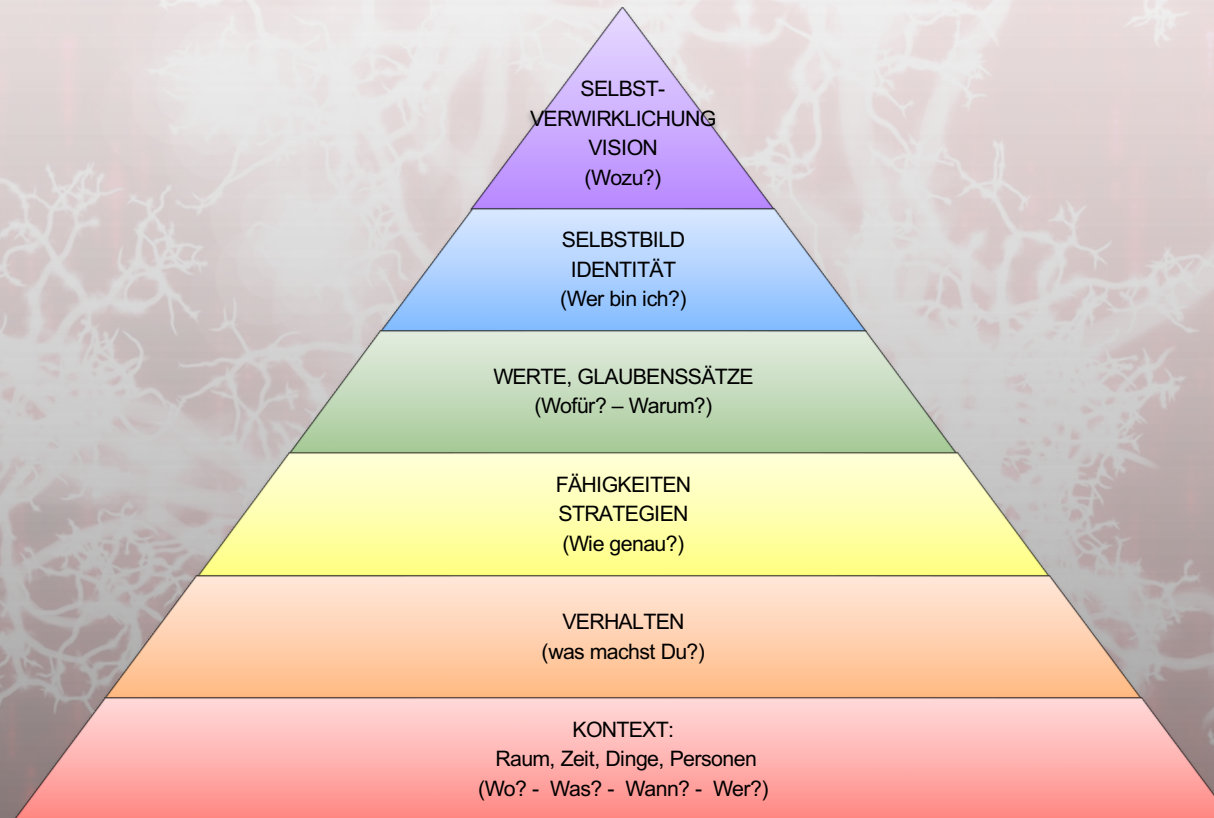 SELBST-
VERWIRKLICHUNG
VISION
(Wozu?)
SELBSTBILD
IDENTITÄT
(Wer bin ich?)
WERTE, GLAUBENSSÄTZE
(Wofür? – Warum?)
FÄHIGKEITEN
STRATEGIEN
(Wie genau?)
VERHALTEN
(was machst Du?)
KONTEXT:
Raum, Zeit, Dinge, Personen
(Wo? - Was? - Wann? - Wer?)